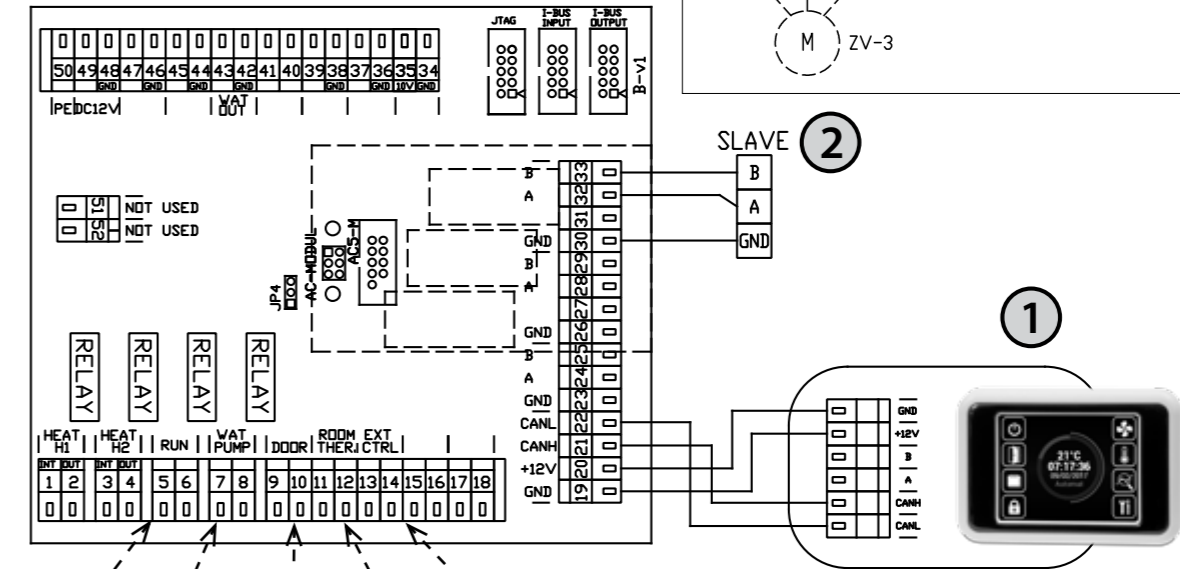 JTAG
I-BUS INPUT
I-BUS OUTPUT
B-v1
M ZV-3
50 49 48 47 46 45 44 43 42 41 40 39 38 37 36 35 34
GND GND GND GND GND 10V GND
PE DC12V WAT OUT
SLAVE 2
B
A
GND
51 NOT USED
52 NOT USED
AC-MODUL
AC5-M
JP4
B 33
A 32
31
GND 30
B 29
A 28
27
GND 26
B 25
A 24
GND 23
CANL 22
CANH 21
+12V 20
GND 19
RELAY RELAY RELAY RELAY
HEAT H1 HEAT H2 RUN WAT PUMP DOOR ROOM THER. EXT CTRL
INT OUT INT OUT
1 2 3 4 5 6 7 8 9 10 11 12 13 14 15 16 17 18
1
GND
+12V
B
A
CANH
CANL
21°C
07:17:36